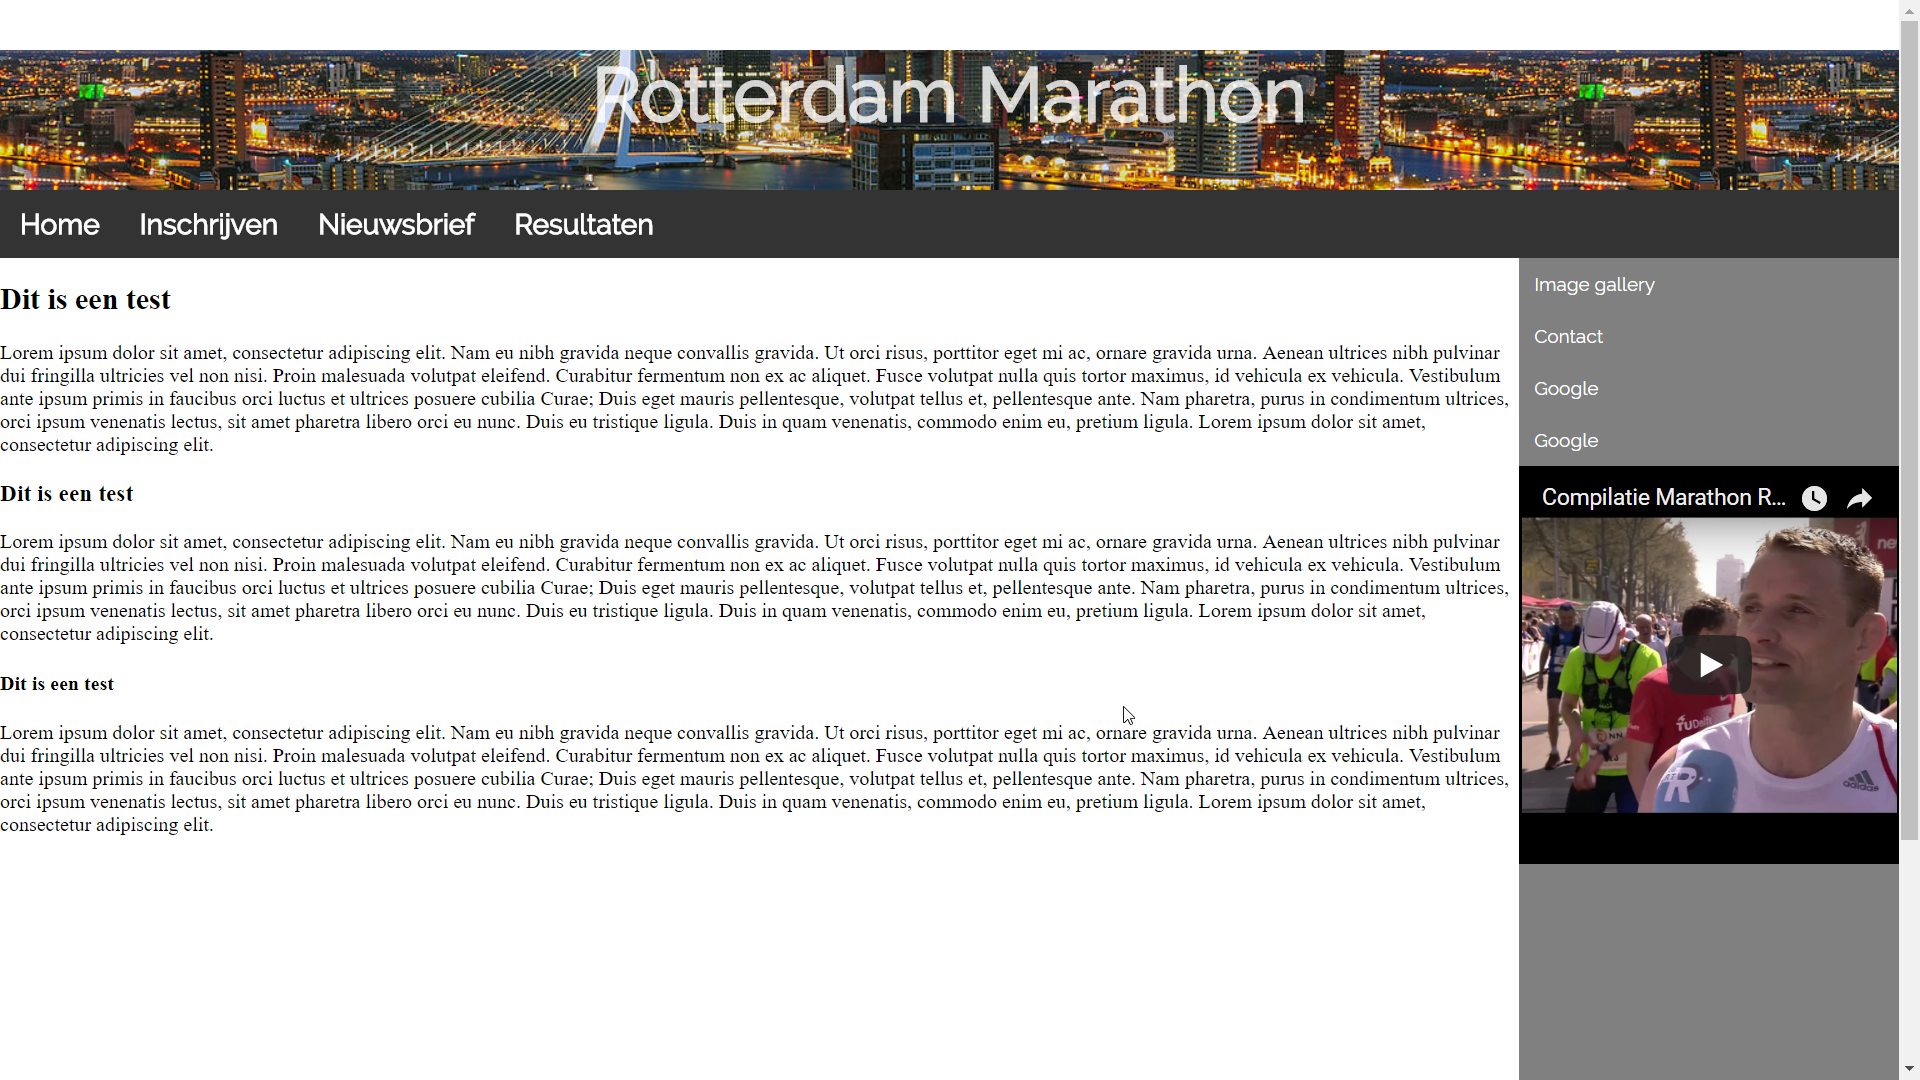 Rotterdam Marathon
Home Inschrijven Nieuwsbrief Resultaten
Dit is een test
Lorem ipsum dolor sit amet, consectetur adipiscing elit. Nam eu nibh gravida neque convallis gravida. Ut orci risus, porttitor eget mi ac, ornare gravida urna. Aenean ultrices nibh pulvinar
dui fringilla ultricies vel non nisi. Proin malesuada volutpat eleifend. Curabitur fermentum non ex ac aliquet. Fusce volutpat nulla quis tortor maximus, id vehicula ex vehicula. Vestibulum
ante ipsum primis in faucibus orci luctus et ultrices posuere cubilia Curae; Duis eget mauris pellentesque, volutpat tellus et, pellentesque ante. Nam pharetra, purus in condimentum ultrices,
orci ipsum venenatis lectus, sit amet pharetra libero orci eu nunc. Duis eu tristique ligula. Duis in quam venenatis, commodo enim eu, pretium ligula. Lorem ipsum dolor sit amet,
consectetur adipiscing elit.
Dit is een test
Lorem ipsum dolor sit amet, consectetur adipiscing elit. Nam eu nibh gravida neque convallis gravida. Ut orci risus, porttitor eget mi ac, ornare gravida urna. Aenean ultrices nibh pulvinar
dui fringilla ultricies vel non nisi. Proin malesuada volutpat eleifend. Curabitur fermentum non ex ac aliquet. Fusce volutpat nulla quis tortor maximus, id vehicula ex vehicula. Vestibulum
ante ipsum primis in faucibus orci luctus et ultrices posuere cubilia Curae; Duis eget mauris pellentesque, volutpat tellus et, pellentesque ante. Nam pharetra, purus in condimentum ultrices,
orci ipsum venenatis lectus, sit amet pharetra libero orci eu nunc. Duis eu tristique ligula. Duis in quam venenatis, commodo enim eu, pretium ligula. Lorem ipsum dolor sit amet,
consectetur adipiscing elit.
Dit is een test
Lorem ipsum dolor sit amet, consectetur adipiscing elit. Nam eu nibh gravida neque convallis gravida. Ut orci risus, porttitor eget mi ac, ornare gravida urna. Aenean ultrices nibh pulvinar
dui fringilla ultricies vel non nisi. Proin malesuada volutpat eleifend. Curabitur fermentum non ex ac aliquet. Fusce volutpat nulla quis tortor maximus, id vehicula ex vehicula. Vestibulum
ante ipsum primis in faucibus orci luctus et ultrices posuere cubilia Curae; Duis eget mauris pellentesque, volutpat tellus et, pellentesque ante. Nam pharetra, purus in condimentum ultrices,
orci ipsum venenatis lectus, sit amet pharetra libero orci eu nunc. Duis eu tristique ligula. Duis in quam venenatis, commodo enim eu, pretium ligula. Lorem ipsum dolor sit amet,
consectetur adipiscing elit.
Image gallery
Contact
Google
Google
Compilatie Marathon R...
ne
TUDelft
NN
adidas
R